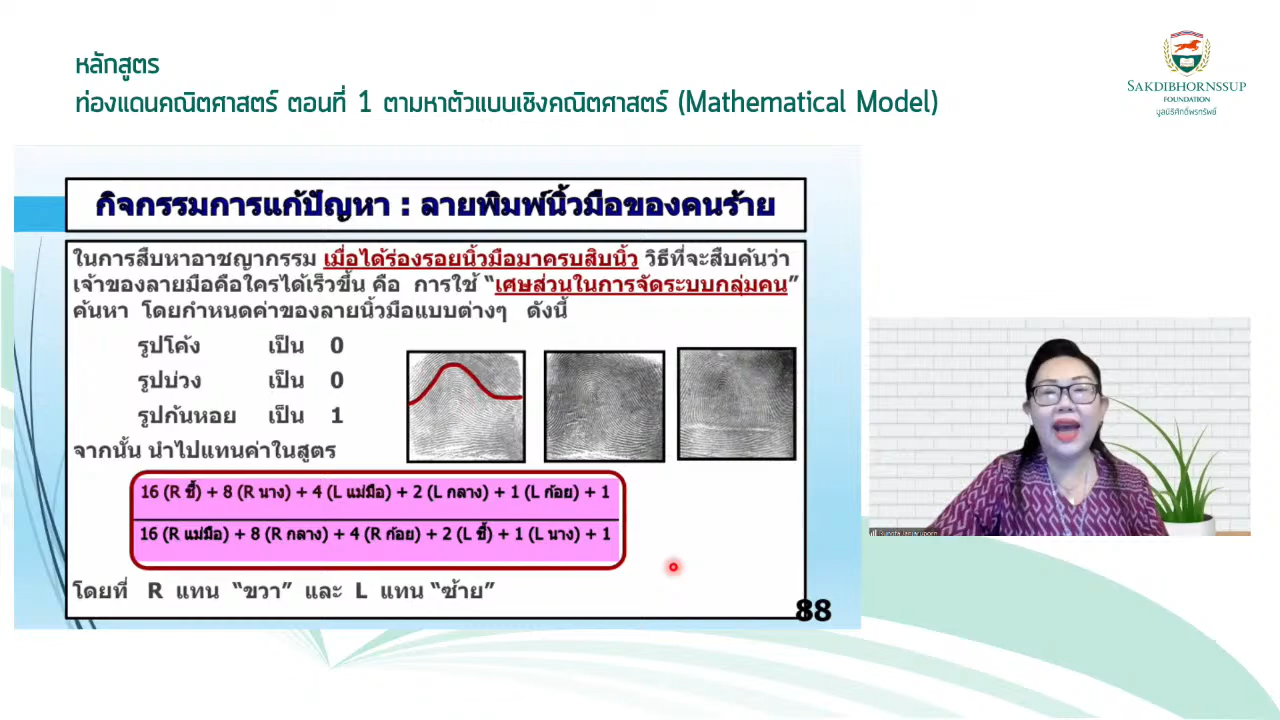 หลักสูตร
ท่องแดนคณิตศาสตร์ ตอนที่ 1 ตามหาตัวแบบเชิงคณิตศาสตร์ (Mathematical Model)
SAKDIBHORNSSUP
FOUNDATION
มูลนิธิศักดิ์พรทรัพย์
กิจกรรมการแก้ปัญหา : ลายพิมพ์นิ้วมือของคนร้าย
ในการสืบหาอาชญากรรม เมื่อได้ร่องรอยนิ้วมือมาครบสิบนิ้ว วิธีที่จะสืบค้นว่า
เจ้าของลายมือคือใครได้เร็วขึ้น คือ การใช้ “เศษส่วนในการจัดระบบกลุ่มคน”
ค้นหา โดยกำหนดค่าของลายนิ้วมือแบบต่างๆ ดังนี้
รูปโค้ง เป็น 0
รูปบ่วง เป็น 0
รูปก้นหอย เป็น 1
จากนั้น นำไปแทนค่าในสูตร
16 (R ชี้) + 8 (R นาง) + 4 (L แม่มือ) + 2 (L กลาง) + 1 (L ก้อย) + 1
16 (R แม่มือ) + 8 (R กลาง) + 4 (R ก้อย) + 2 (L ชี้) + 1 (L นาง) + 1
โดยที่ R แทน “ขวา” และ L แทน “ซ้าย”
88